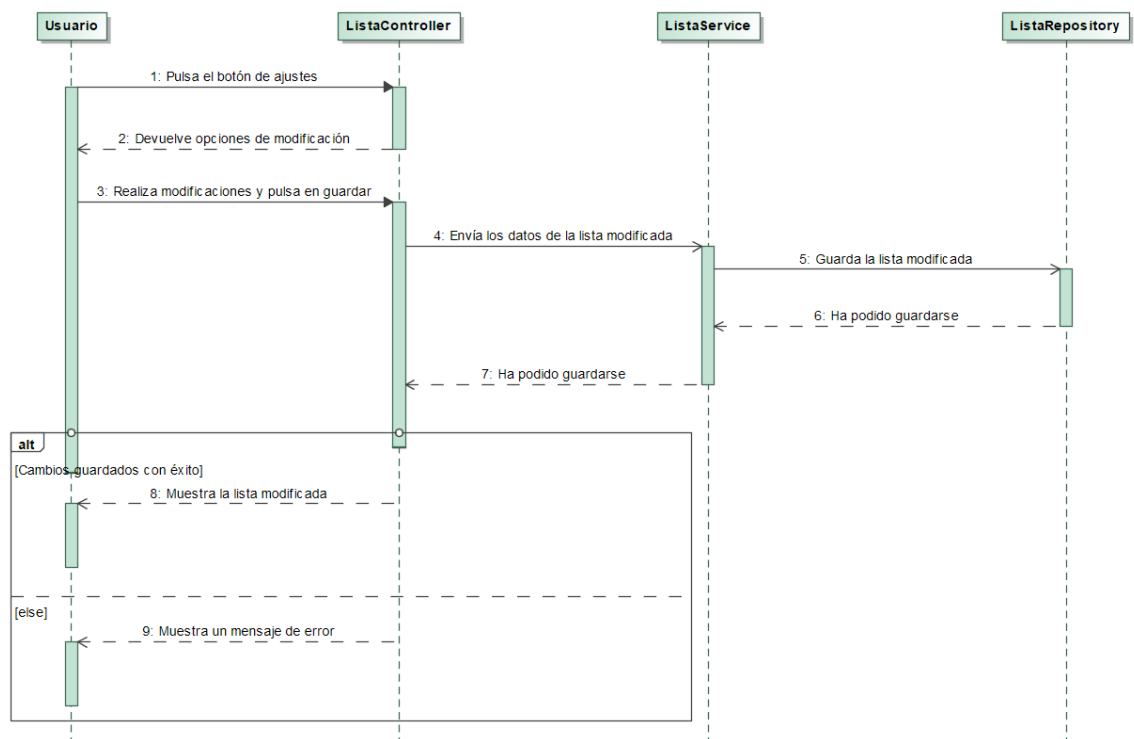 Usuario
ListaController
ListaService
ListaRepository
1: Pulsa el botón de ajustes
2: Devuelve opciones de modificación
3: Realiza modificaciones y pulsa en guardar
4: Envía los datos de la lista modificada
5: Guarda la lista modificada
6: Ha podido guardarse
7: Ha podido guardarse
alt
[Cambios guardados con éxito]
8: Muestra la lista modificada
[else]
9: Muestra un mensaje de error